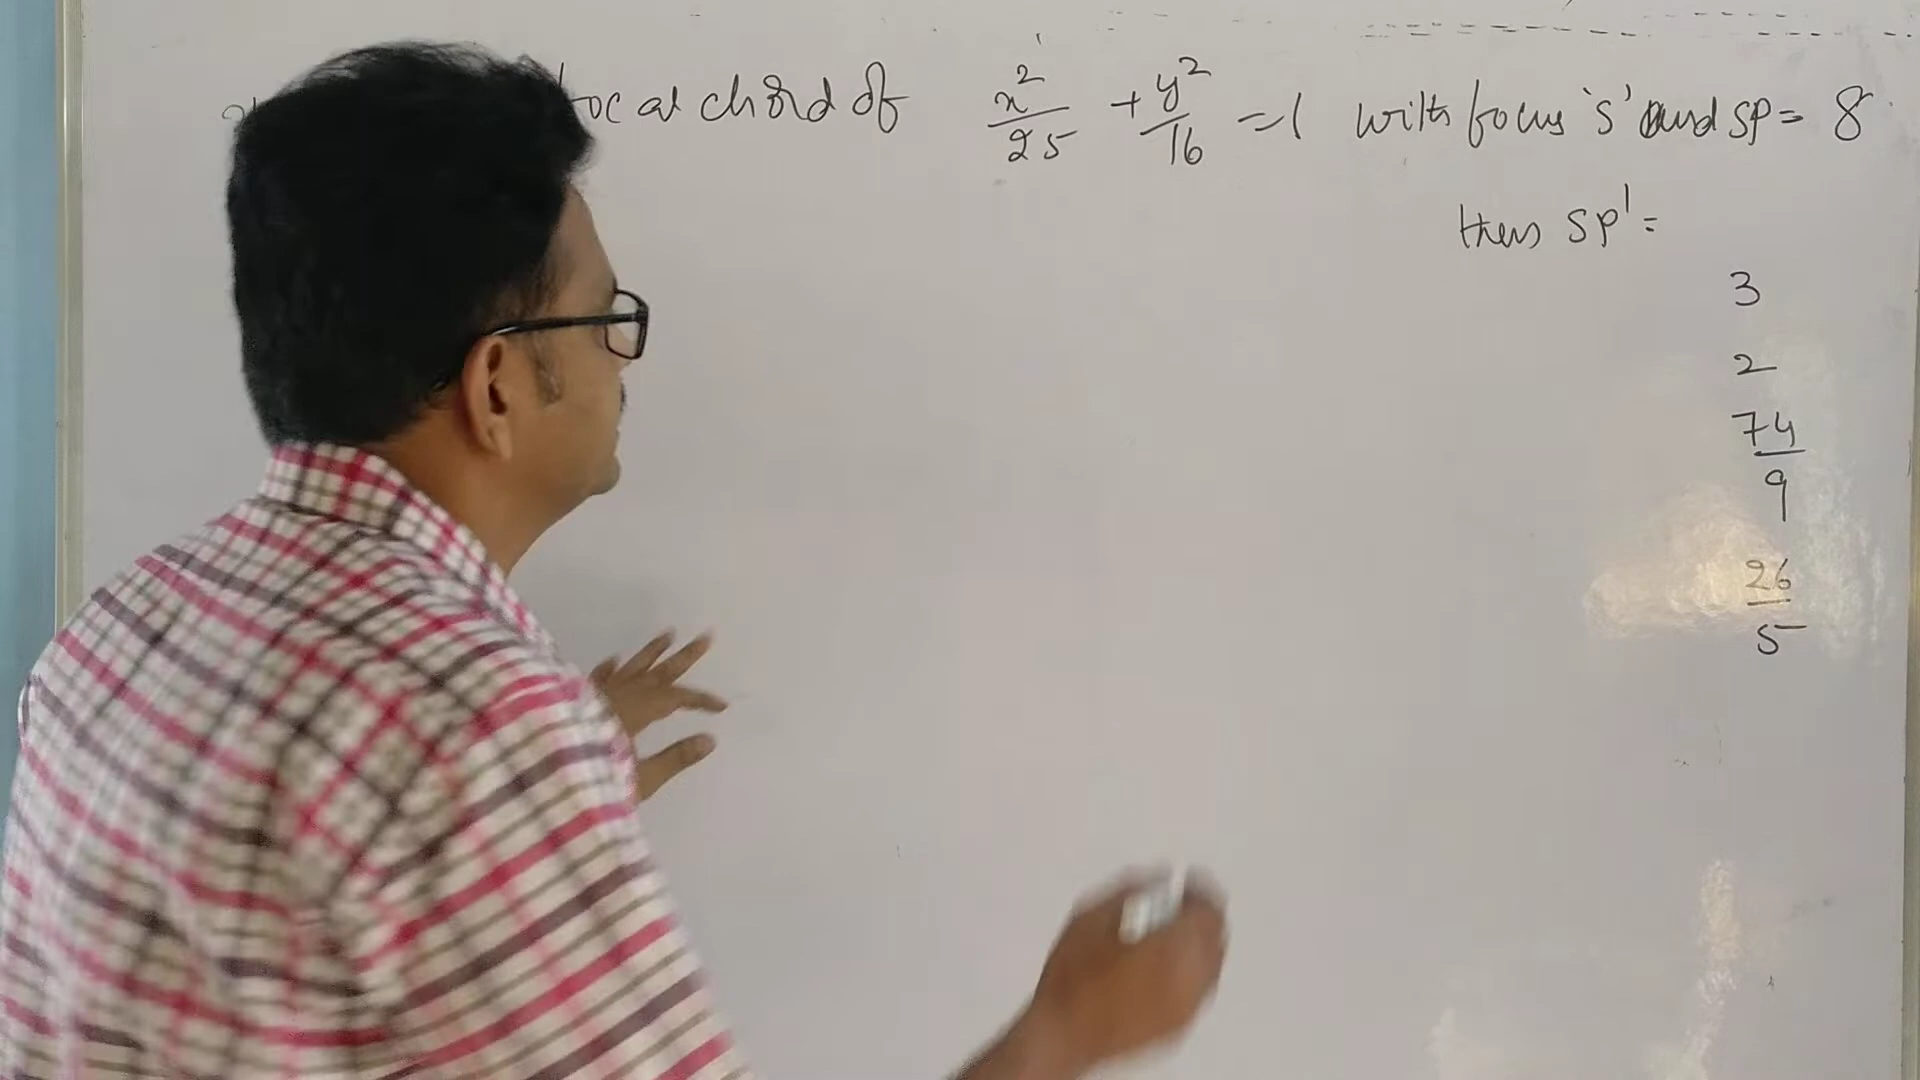 focal chord of x²/25 + y²/16 = 1 with focus 's' and SP = 8
then SP' =
3
2
74/9
26/5